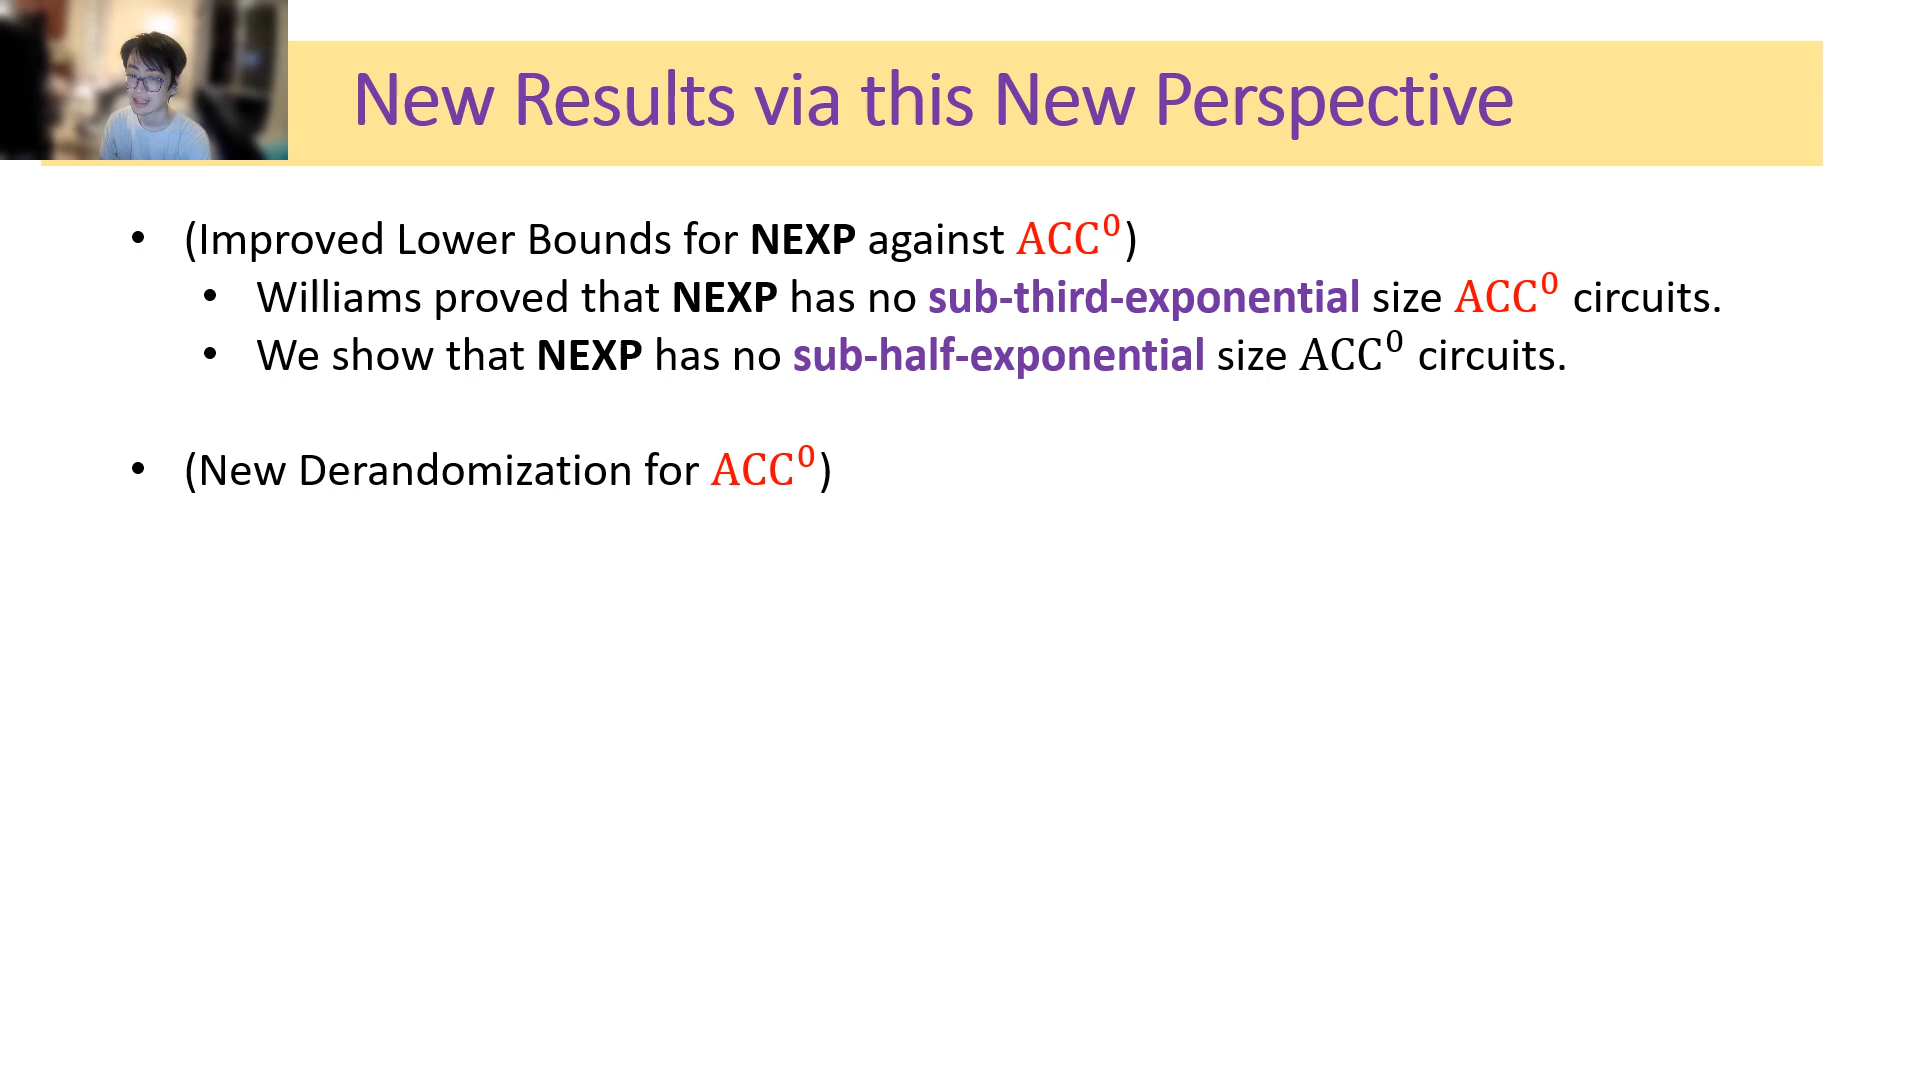 New Results via this New Perspective
• (Improved Lower Bounds for NEXP against ACC⁰)
• Williams proved that NEXP has no sub-third-exponential size ACC⁰ circuits.
• We show that NEXP has no sub-half-exponential size ACC⁰ circuits.
• (New Derandomization for ACC⁰)